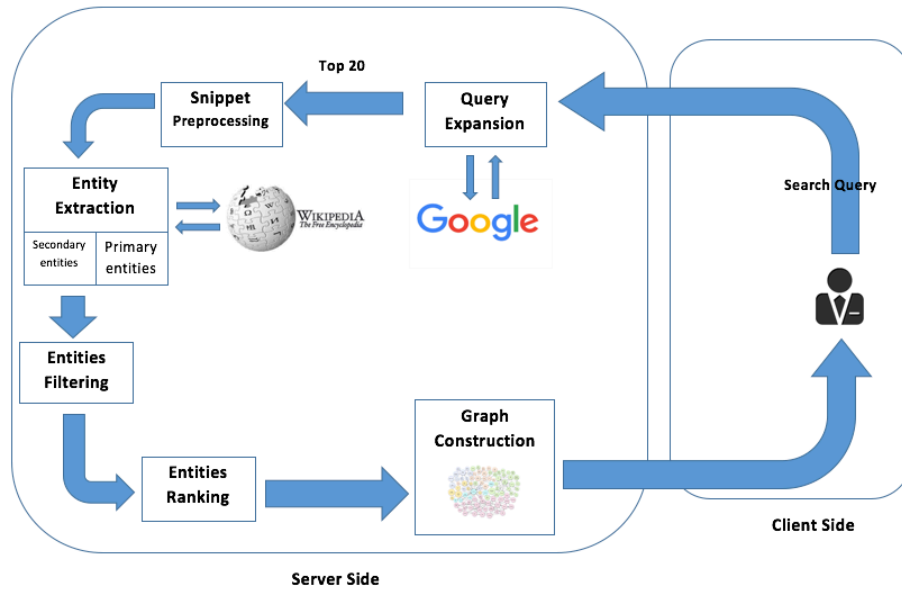 Top 20
Snippet
Preprocessing
Query
Expansion
Search Query
Entity
Extraction
Secondary
entities
Primary
entities
WIKIPEDIA
The Free Encyclopedia
Google
Entities
Filtering
Graph
Construction
Entities
Ranking
Client Side
Server Side